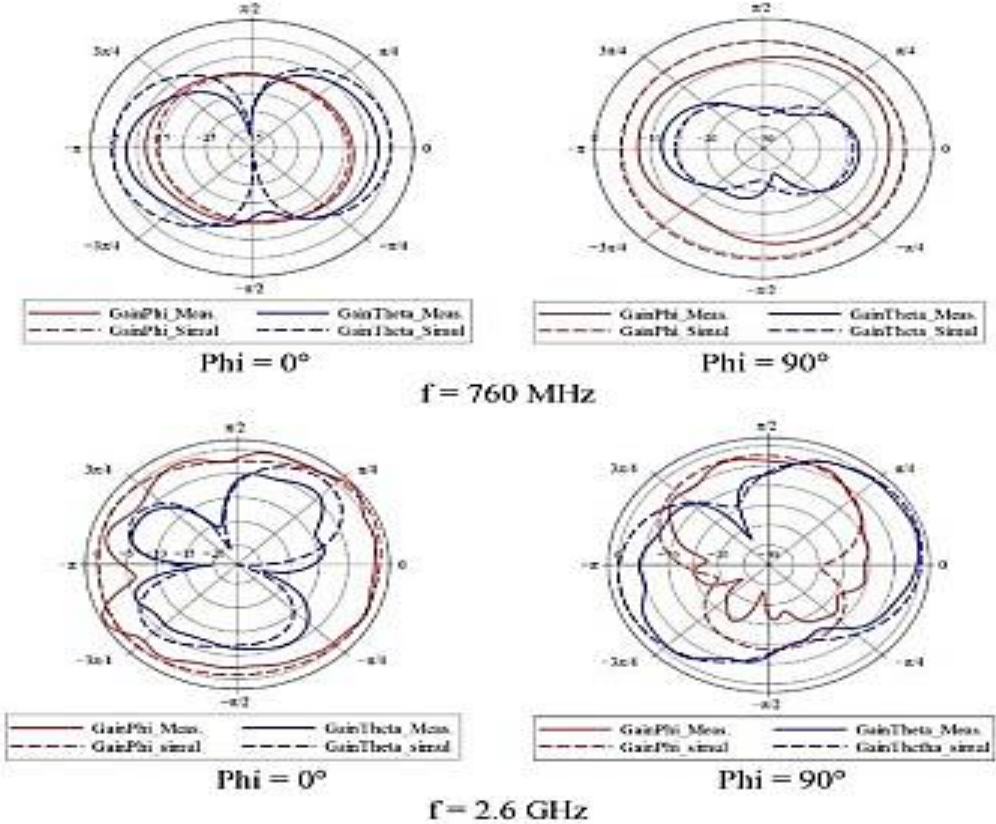 π/2 π/2
3π/4 π/4 3π/4 π/4
-π 0 -π 0
-3π/4 -π/4 -3π/4 -π/4
-π/2 -π/2
GainPhi_Meas. GainTheta_Meas. GainPhi_Meas. GainTheta_Meas.
GainPhi_Simul GainTheta_Simul GainPhi_Simul GainTheta_Simul
Phi = 0° Phi = 90°
f = 760 MHz
π/2 π/2
3π/4 π/4 3π/4 π/4
-π 0 -π 0
-3π/4 -π/4 -3π/4 -π/4
-π/2 -π/2
GainPhi_Meas. GainTheta_Meas. GainPhi_Meas. GainTheta_Meas.
GainPhi_simul GainTheta_simul GainPhi_simul GainThetha_simul
Phi = 0° Phi = 90°
f = 2.6 GHz